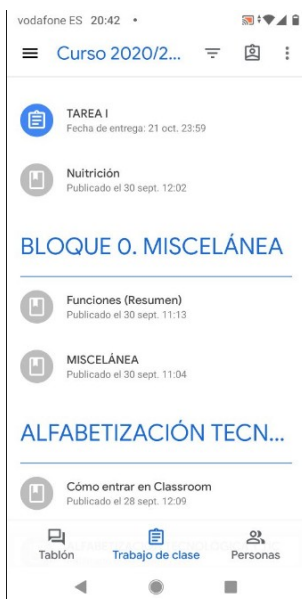 vodafone ES 20:42
Curso 2020/2...
TAREA I
Fecha de entrega: 21 oct. 23:59
Nuitrición
Publicado el 30 sept. 12:02
BLOQUE 0. MISCELÁNEA
Funciones (Resumen)
Publicado el 30 sept. 11:13
MISCELÁNEA
Publicado el 30 sept. 11:04
ALFABETIZACIÓN TECN...
Cómo entrar en Classroom
Publicado el 28 sept. 12:09
Tablón Trabajo de clase Personas